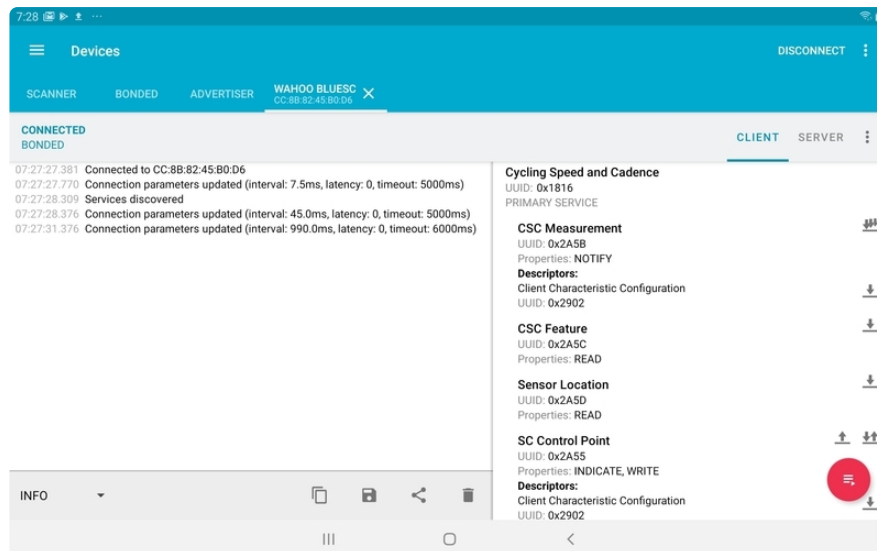 7:28
Devices
DISCONNECT
SCANNER
BONDED
ADVERTISER
WAHOO BLUESC
CC:8B:82:45:B0:D6
CONNECTED
BONDED
CLIENT
SERVER
07:27:27.381 Connected to CC:8B:82:45:B0:D6
07:27:27.770 Connection parameters updated (interval: 7.5ms, latency: 0, timeout: 5000ms)
07:27:28.309 Services discovered
07:27:28.376 Connection parameters updated (interval: 45.0ms, latency: 0, timeout: 5000ms)
07:27:31.376 Connection parameters updated (interval: 990.0ms, latency: 0, timeout: 6000ms)
Cycling Speed and Cadence
UUID: 0x1816
PRIMARY SERVICE
CSC Measurement
UUID: 0x2A5B
Properties: NOTIFY
Descriptors:
Client Characteristic Configuration
UUID: 0x2902
CSC Feature
UUID: 0x2A5C
Properties: READ
Sensor Location
UUID: 0x2A5D
Properties: READ
SC Control Point
UUID: 0x2A55
Properties: INDICATE, WRITE
Descriptors:
Client Characteristic Configuration
UUID: 0x2902
INFO